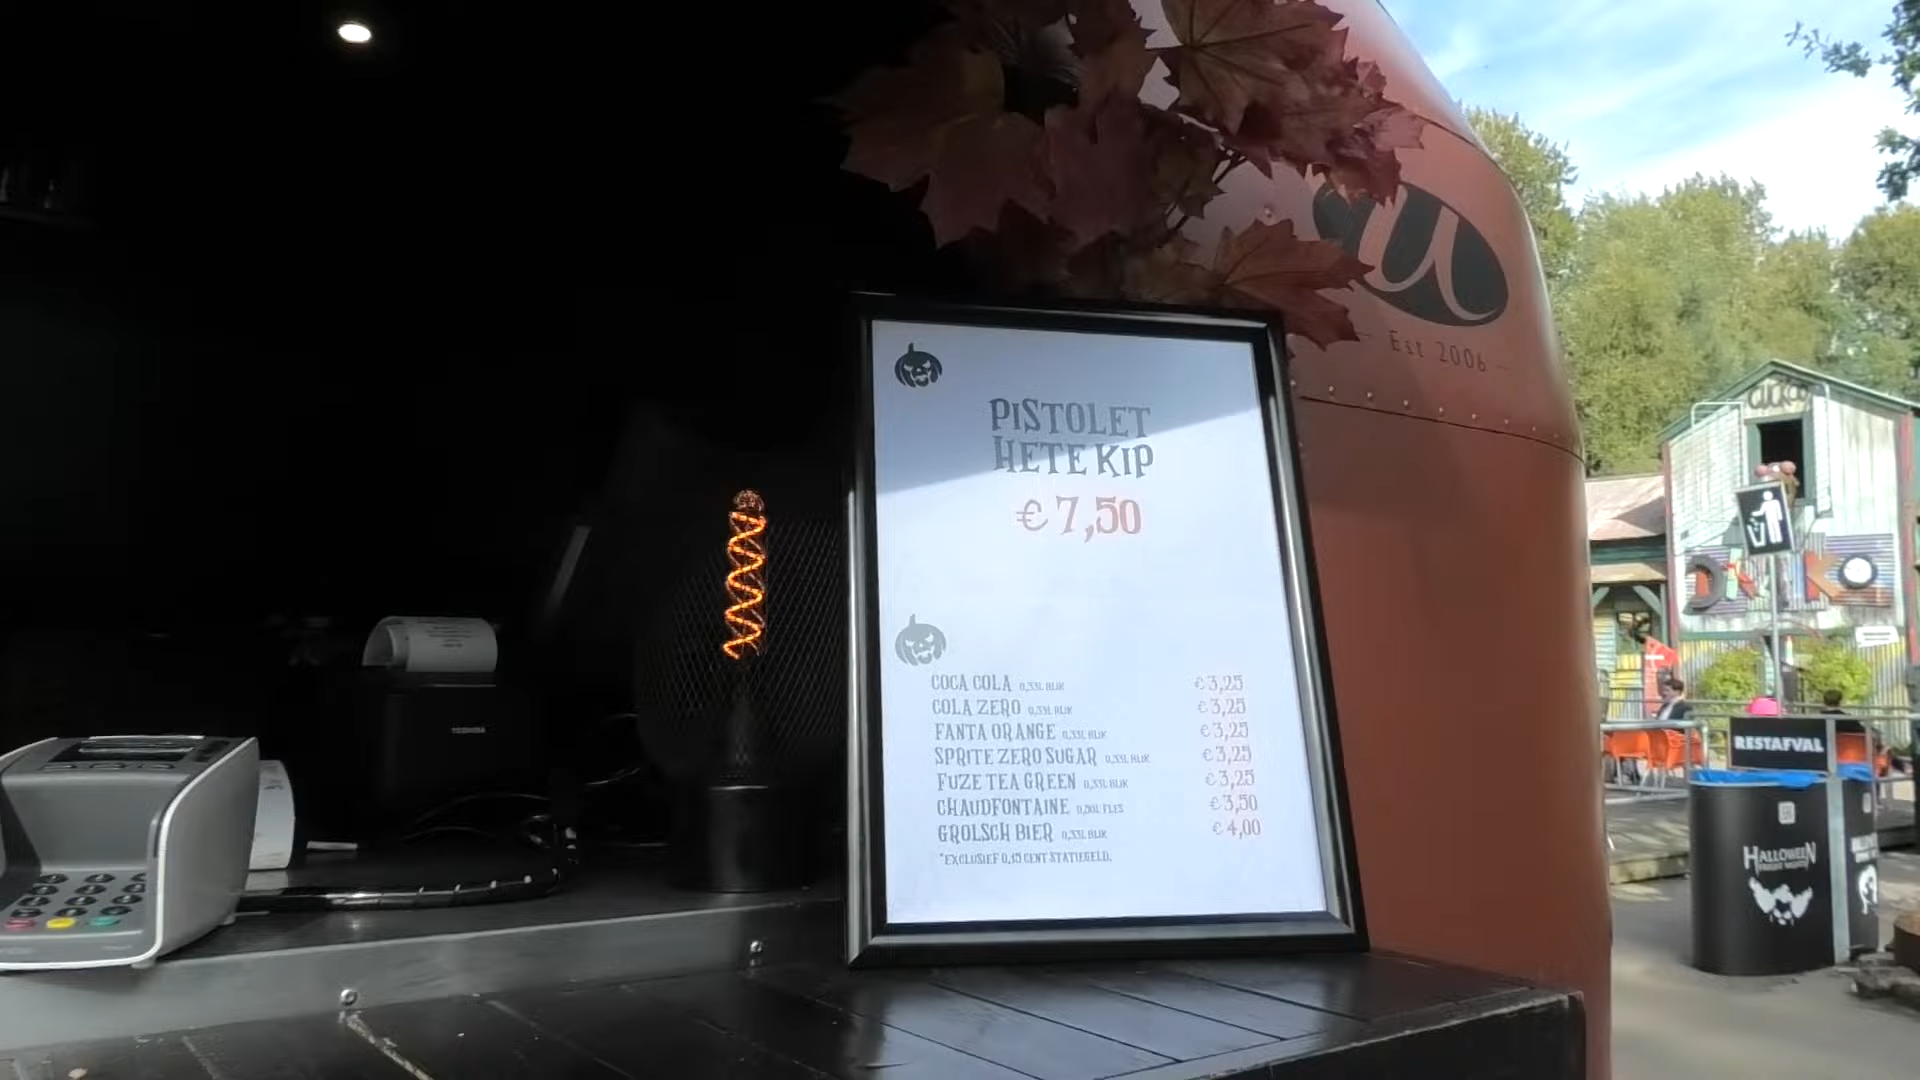 PISTOLET
HETE KIP
€ 7,50
COCA COLA 0,33L BLIK € 3,25
COLA ZERO 0,33L BLIK € 3,25
FANTA ORANGE 0,33L BLIK € 3,25
SPRITE ZERO SUGAR 0,33L BLIK € 3,25
FUZE TEA GREEN 0,33L BLIK € 3,25
CHAUDFONTAINE 0,50L FLES € 3,50
GROLSCH BIER 0,33L BLIK € 4,00
*EXCLUSIEF 0,15 CENT STATIEGELD.
Est 2006
TOSHIBA
RESTAFVAL
HALLOWEEN
FRIGHT NIGHTS